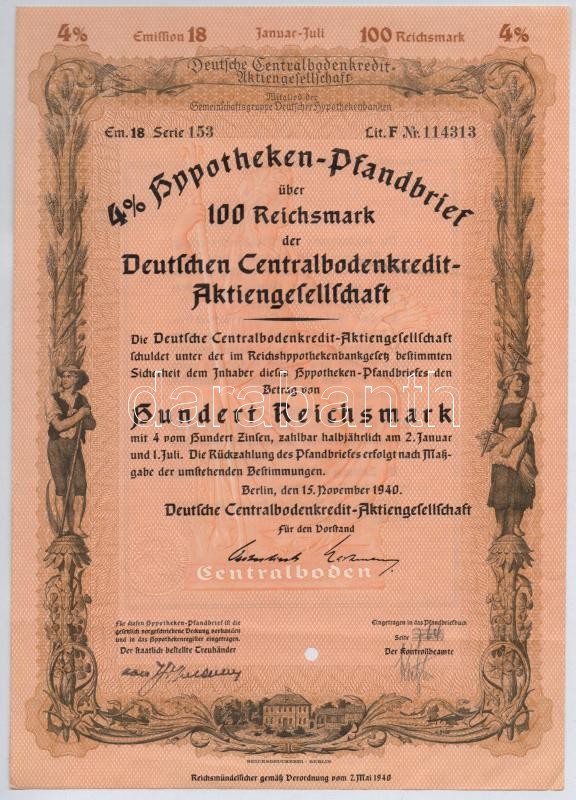 4% Emission 18 Januar-Juli 100 Reichsmark 4%
Deutsche Centralbodenkredit-
Aktiengesellschaft
Mitglied der
Gemeinschaftsgruppe Deutscher Hypothekenbanken
Em. 18 Serie 153 Lit. F Nr. 114313
4% Hypotheken-Pfandbrief
über
100 Reichsmark
der
Deutschen Centralbodenkredit-
Aktiengesellschaft
Die Deutsche Centralbodenkredit-Aktiengesellschaft
schuldet unter der im Reichshypothekenbankgesetz bestimmten
Sicherheit dem Inhaber dieses Hypotheken-Pfandbriefes den
Betrag von
darabanth
Hundert Reichsmark
mit 4 vom Hundert Zinsen, zahlbar halbjährlich am 2. Januar
und 1. Juli. Die Rückzahlung des Pfandbriefes erfolgt nach Maß-
gabe der umstehenden Bestimmungen.
Berlin, den 15. November 1940.
Deutsche Centralbodenkredit-Aktiengesellschaft
Für den Vorstand
Centralboden
Für diesen Hypotheken-Pfandbrief ist die
gesetzlich vorgeschriebene Deckung vorhanden
und in das Hypothekenregister eingetragen.
Der staatlich bestellte Treuhänder
Eingetragen in das Pfandbriefbuch
Seite
Der Kontrollbeamte
REICHSDRUCKEREI · BERLIN
Reichsmündelsicher gemäß Verordnung vom 7. Mai 1940